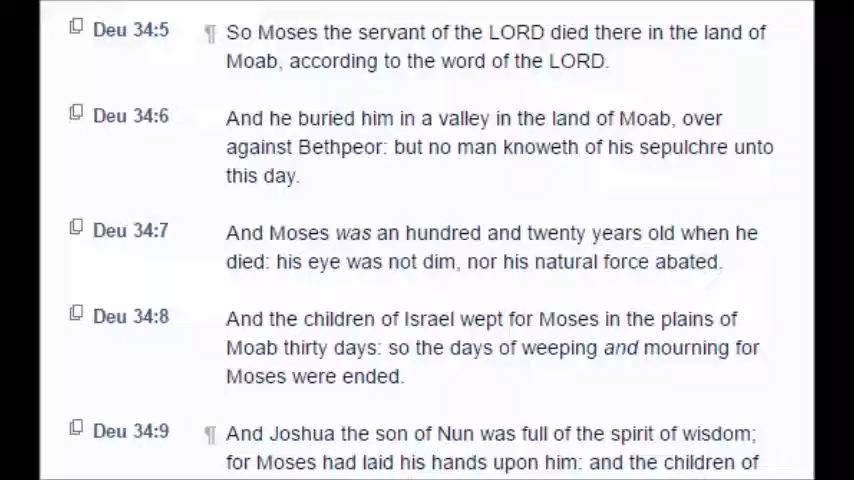 Deu 34:5 ¶ So Moses the servant of the LORD died there in the land of
Moab, according to the word of the LORD.
Deu 34:6 And he buried him in a valley in the land of Moab, over
against Bethpeor: but no man knoweth of his sepulchre unto
this day.
Deu 34:7 And Moses was an hundred and twenty years old when he
died: his eye was not dim, nor his natural force abated.
Deu 34:8 And the children of Israel wept for Moses in the plains of
Moab thirty days: so the days of weeping and mourning for
Moses were ended.
Deu 34:9 ¶ And Joshua the son of Nun was full of the spirit of wisdom;
for Moses had laid his hands upon him: and the children of